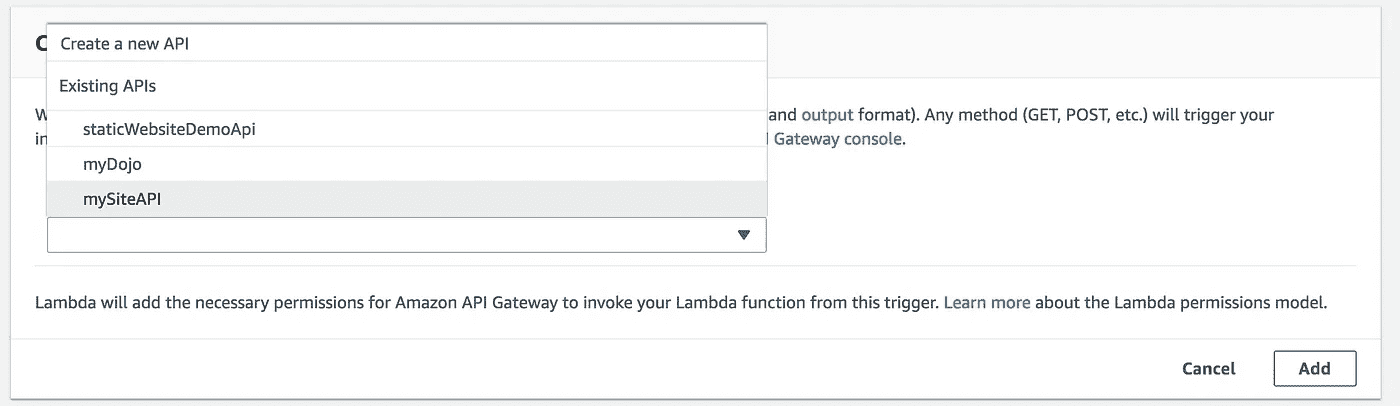 C
Create a new API
Existing APIs
W and output format). Any method (GET, POST, etc.) will trigger your
staticWebsiteDemoApi
in Gateway console.
myDojo
mySiteAPI
Lambda will add the necessary permissions for Amazon API Gateway to invoke your Lambda function from this trigger. Learn more about the Lambda permissions model.
Cancel Add